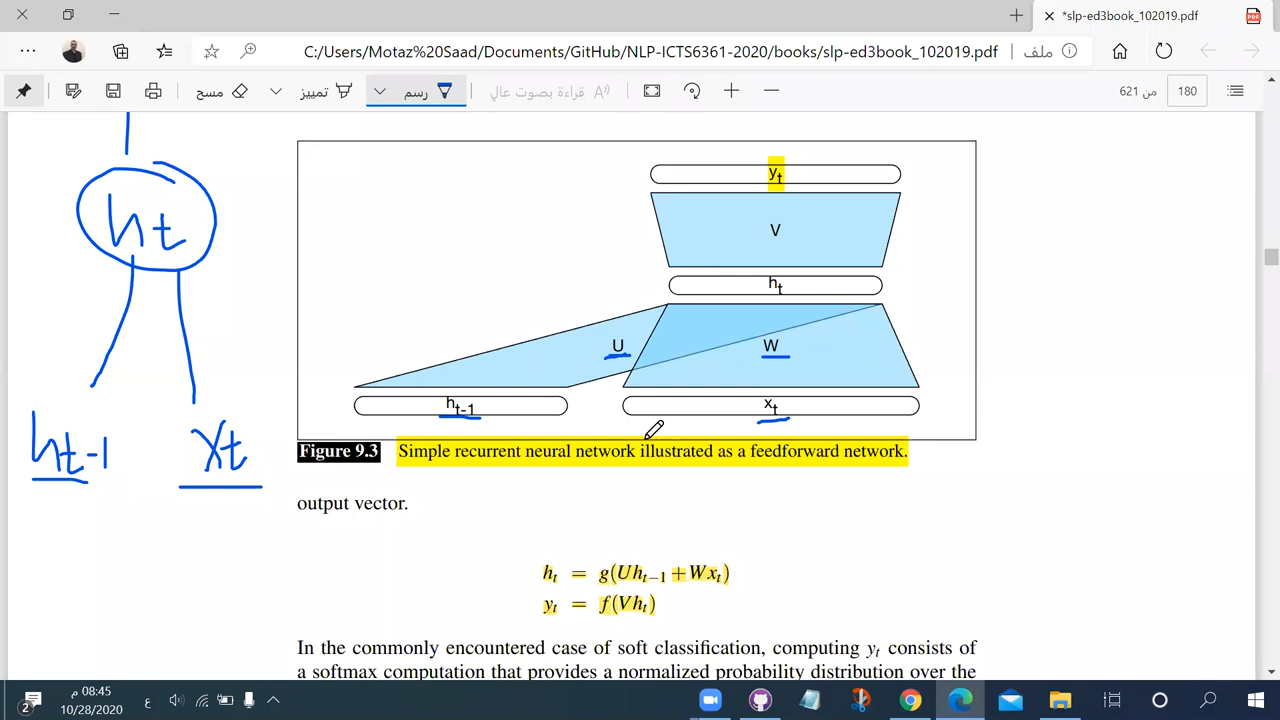 *slp-ed3book_102019.pdf
C:/Users/Motaz%20Saad/Documents/GitHub/NLP-ICTS6361-2020/books/slp-ed3book_102019.pdf
ملف
مسح
تمييز
رسم
قراءة بصوت عالٍ
180
من 621
ht
ht-1
xt
yt
V
ht
U
W
ht-1
xt
Figure 9.3 Simple recurrent neural network illustrated as a feedforward network.
output vector.
ht = g(Uht−1 + Wxt)
yt = f(Vht)
In the commonly encountered case of soft classification, computing yt consists of
a softmax computation that provides a normalized probability distribution over the
2
08:45 م
10/28/2020
ع